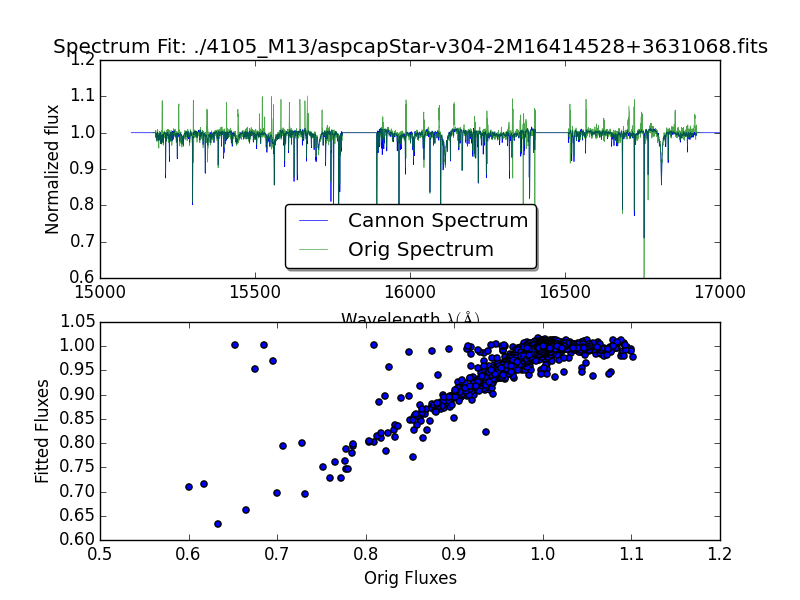 Spectrum Fit: ./4105_M13/aspcapStar-v304-2M16414528+3631068.fits
1.2
1.1
1.0
0.9
0.8
0.7
0.6
Normalized flux
Cannon Spectrum
Orig Spectrum
15000 15500 16000 16500 17000
Wavelength λ(Å)
1.05
1.00
0.95
0.90
0.85
0.80
0.75
0.70
0.65
0.60
Fitted Fluxes
0.5 0.6 0.7 0.8 0.9 1.0 1.1 1.2
Orig Fluxes